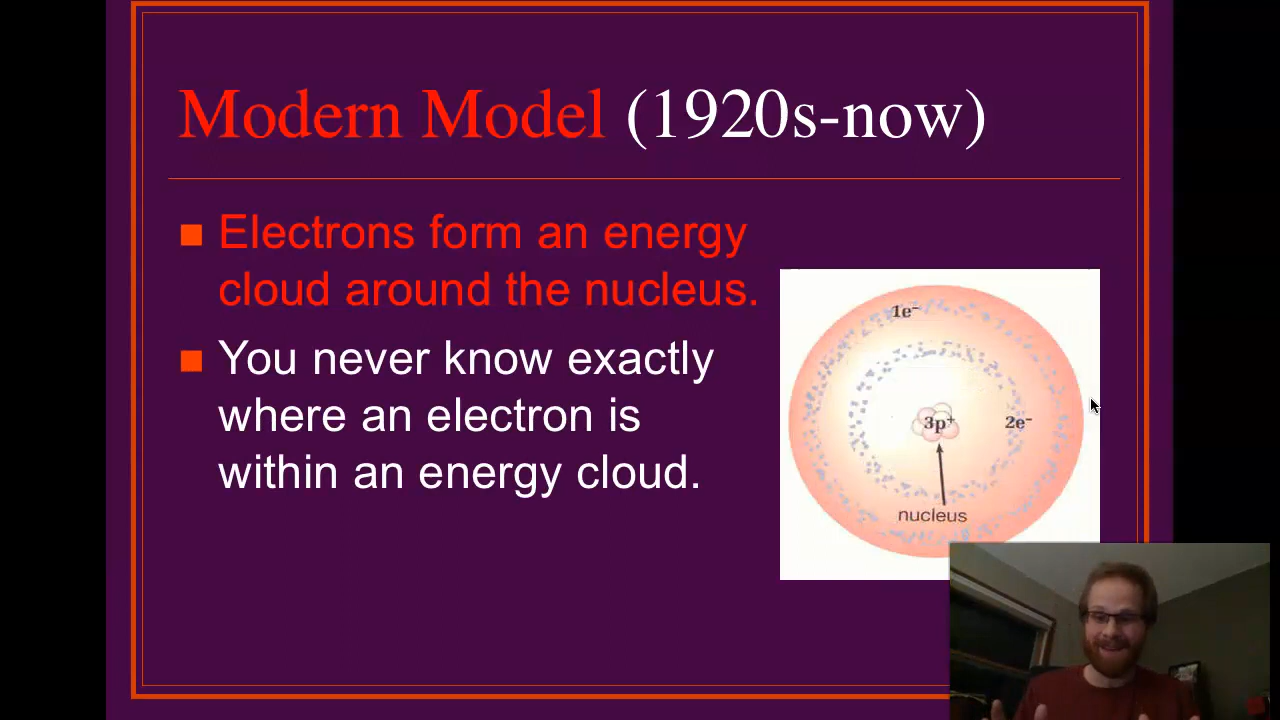 Modern Model (1920s-now)
Electrons form an energy
cloud around the nucleus.
You never know exactly
where an electron is
within an energy cloud.
1e⁻
3p⁺
2e⁻
nucleus